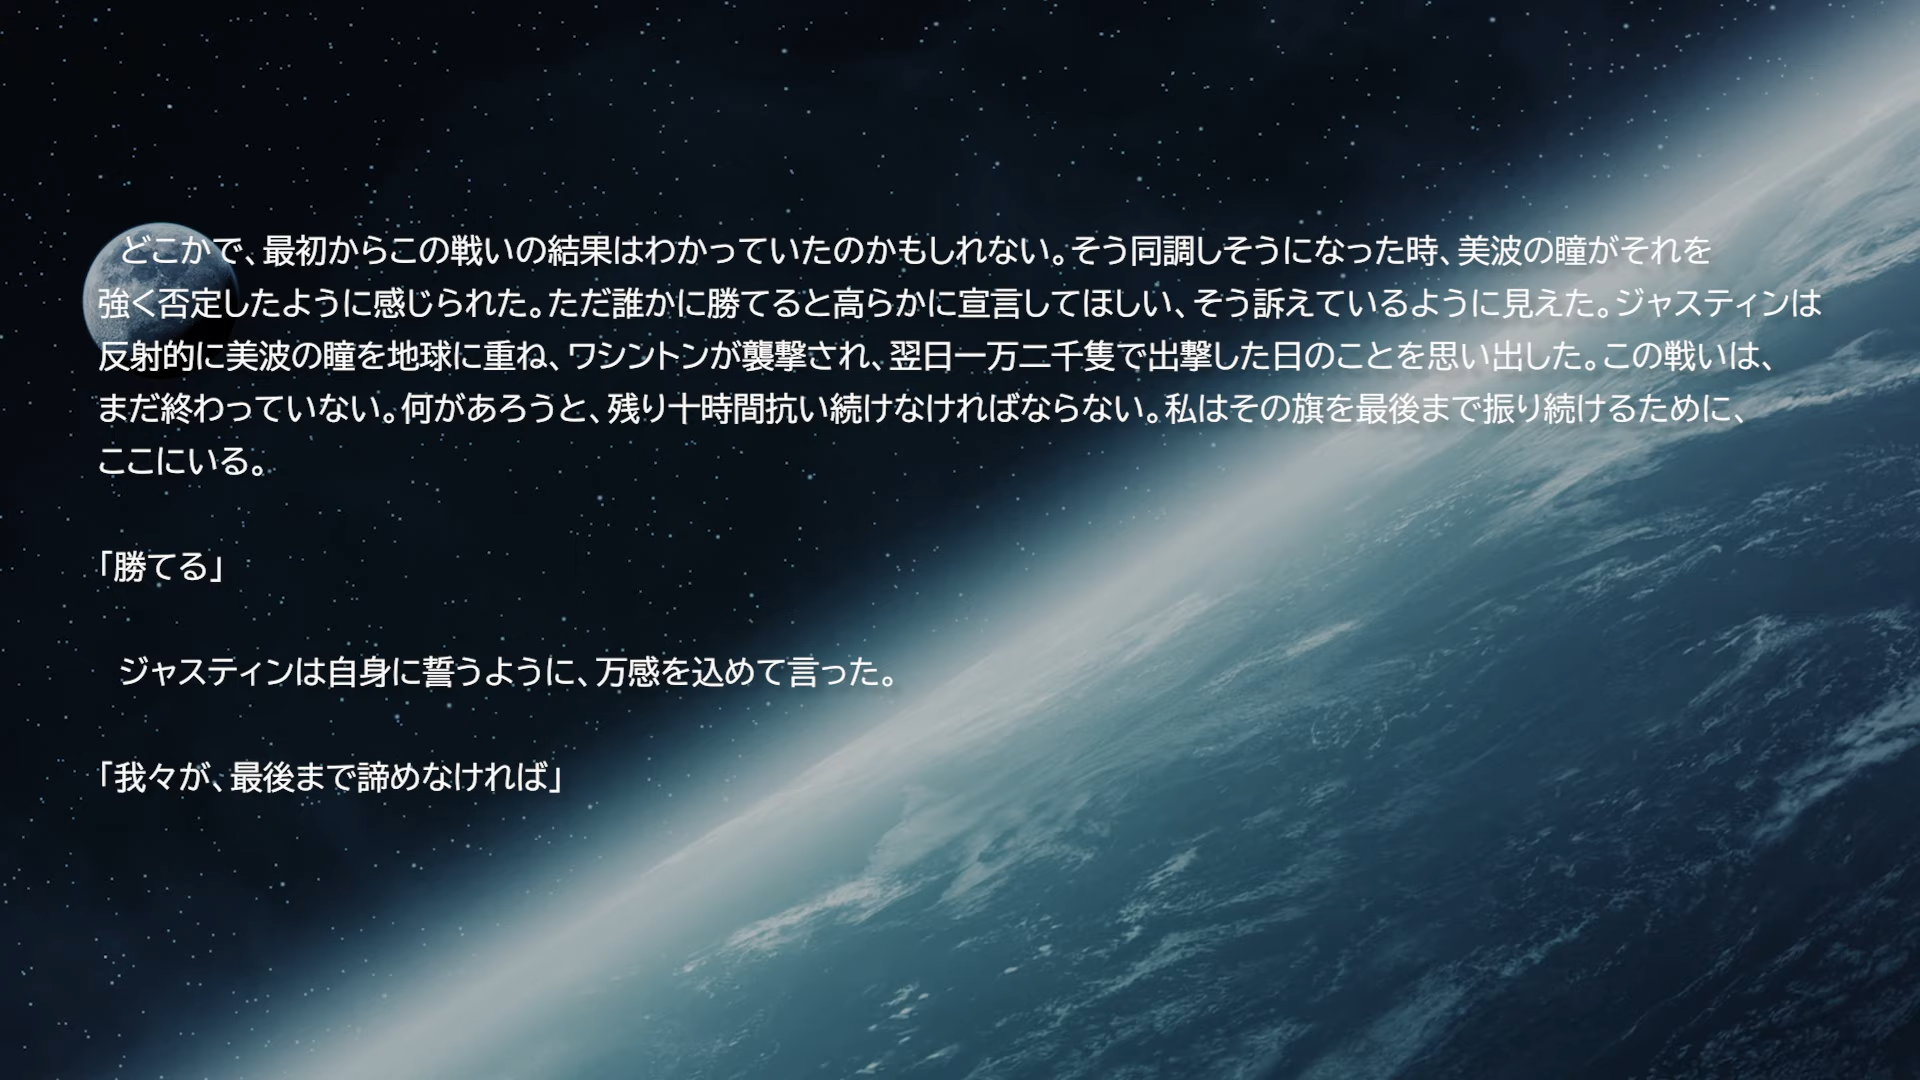 どこかで、最初からこの戦いの結果はわかっていたのかもしれない。そう同調しそうになった時、美波の瞳がそれを
強く否定したように感じられた。ただ誰かに勝てると高らかに宣言してほしい、そう訴えているように見えた。ジャスティンは
反射的に美波の瞳を地球に重ね、ワシントンが襲撃され、翌日一万二千隻で出撃した日のことを思い出した。この戦いは、
まだ終わっていない。何があろうと、残り十時間抗い続けなければならない。私はその旗を最後まで振り続けるために、
ここにいる。
「勝てる」
ジャスティンは自身に誓うように、万感を込めて言った。
「我々が、最後まで諦めなければ」